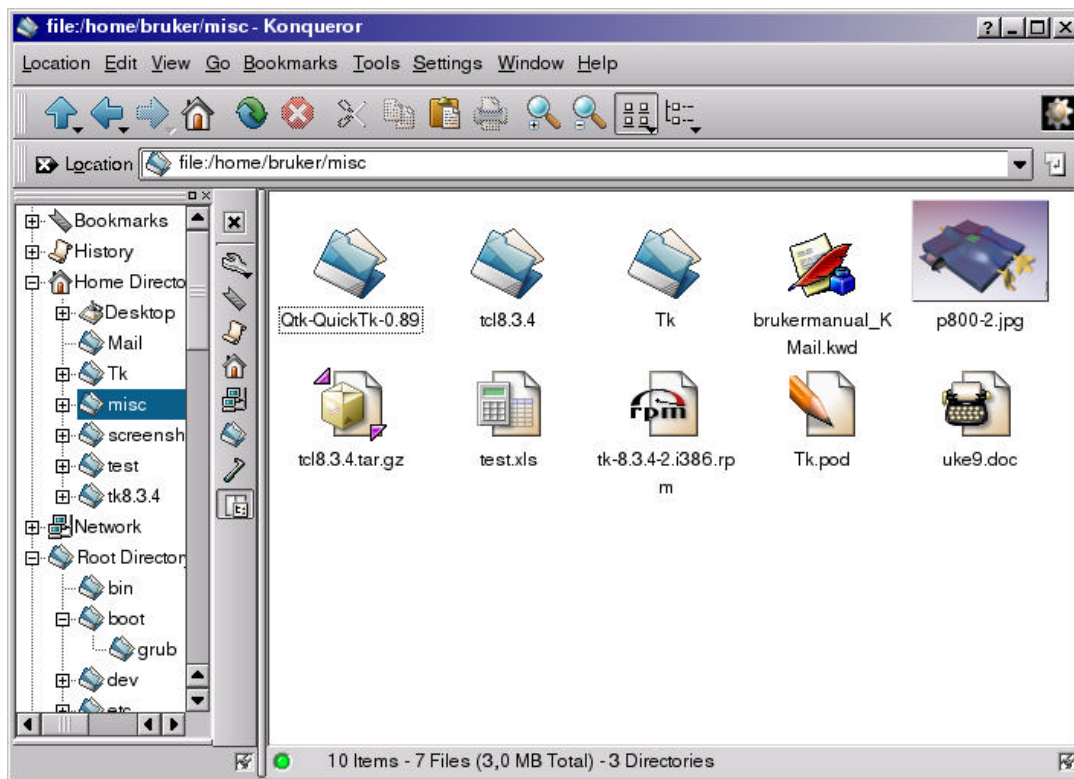 file:/home/bruker/misc - Konqueror
Location Edit View Go Bookmarks Tools Settings Window Help
Location file:/home/bruker/misc
Bookmarks
History
Home Directo
Desktop
Mail
Tk
misc
screensh
test
tk8.3.4
Network
Root Director
bin
boot
grub
dev
etc
Qtk-QuickTk-0.89
tcl8.3.4
Tk
brukermanual_K
Mail.kwd
p800-2.jpg
tcl8.3.4.tar.gz
test.xls
rpm
tk-8.3.4-2.i386.rp
m
Tk.pod
uke9.doc
10 Items - 7 Files (3,0 MB Total) - 3 Directories